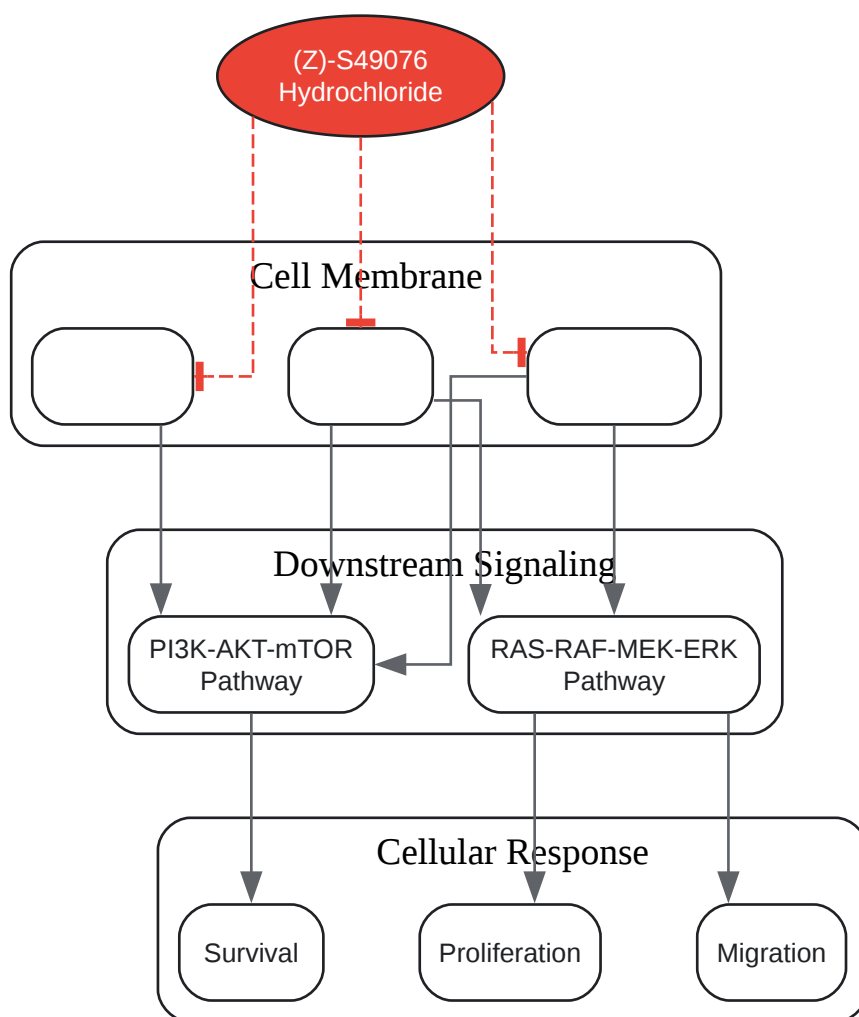 (Z)-S49076
Hydrochloride
Cell Membrane
Downstream Signaling
PI3K-AKT-mTOR
Pathway
RAS-RAF-MEK-ERK
Pathway
Cellular Response
Survival
Proliferation
Migration